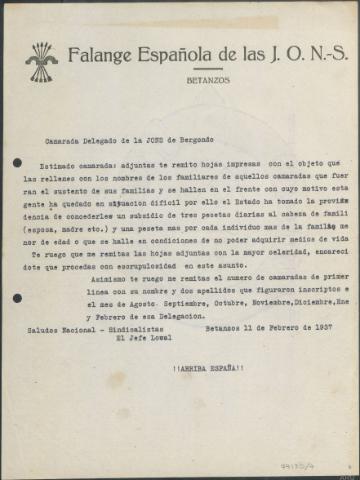 Falange Española de las J. O. N.-S.
BETANZOS
Camarada Delegado de la JONS de Bergondo
Estimado camarada: adjuntas te remito hojas impresas con el objeto que
las rellenes con los nombres de los familiares de aquellos camaradas que fuer
ran el sustento de sus familias y se hallen en el frente con cuyo motivo esta
gente ha quedado en situacion dificil por ello el Estado ha tomado la provide
dencia de concederles un subsidio de tres pesetas diarias al cabeza de famili
(esposa, madre etc.) y una peseta mas por cada individuo mas de la familia me
nor de edad o que se halle en condiciones de no poder adquirir medios de vida
Te ruego que me remitas las hojas adjuntas con la mayor celeridad, encareci
dote que procedas con escrupulosidad en este asunto.
Asimismo te ruego me remitas el numero de camaradas de primer
linea con su nombre y dos apellidos que figuraron inscriptos e
el mes de Agosto. Septiembre, Octubre, Noviembre, Diciembre, Ene
y Febrero de esa Delegacion.
Saludos Nacional - Sindicalistas Betanzos 11 de Febrero de 1937
El Jefe Local
!!ARRIBA ESPAÑA!!